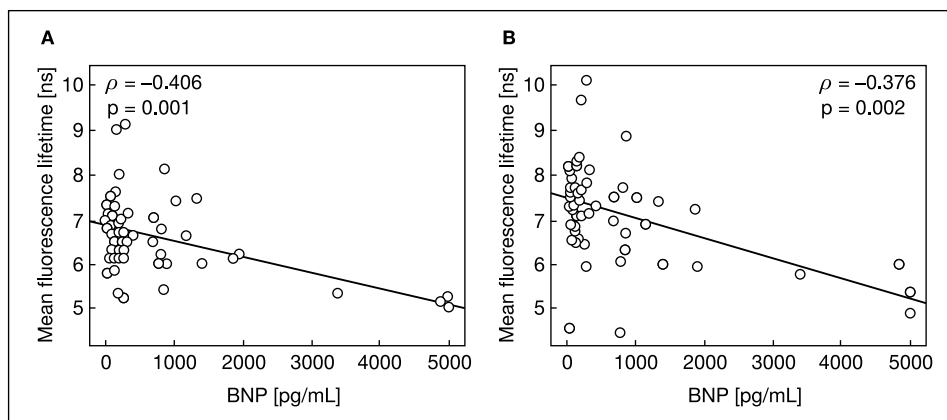 A
ρ = –0.406
p = 0.001
Mean fluorescence lifetime [ns]
10
9
8
7
6
5
0 1000 2000 3000 4000 5000
BNP [pg/mL]
B
ρ = –0.376
p = 0.002
Mean fluorescence lifetime [ns]
10
9
8
7
6
5
0 1000 2000 3000 4000 5000
BNP [pg/mL]